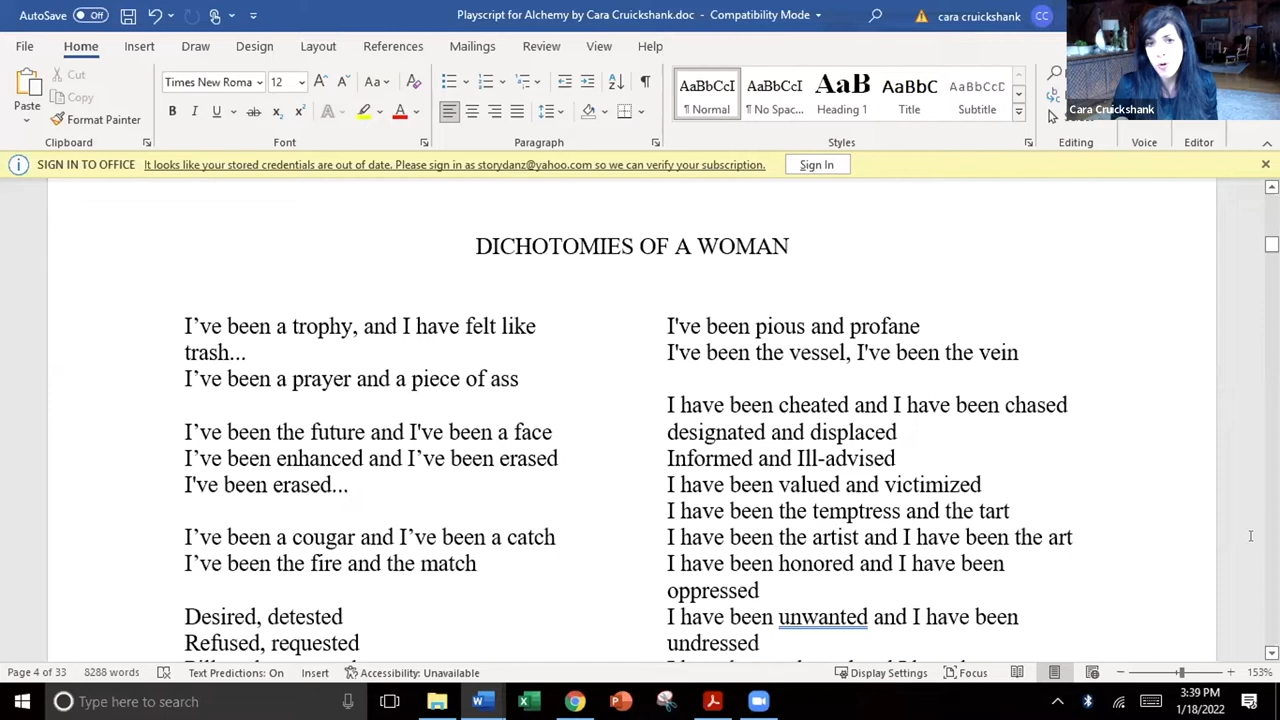 AutoSave Off
Playscript for Alchemy by Cara Cruickshank.doc - Compatibility Mode
cara cruickshank CC
File Home Insert Draw Design Layout References Mailings Review View Help
Cara Cruickshank
Paste
Cut
Copy
Format Painter
Times New Roma 12
AaBbCcI AaBbCcI AaB AaBbC AaBbCcD
¶ Normal ¶ No Spac... Heading 1 Title Subtitle
Clipboard Font Paragraph Styles Editing Voice Editor
SIGN IN TO OFFICE It looks like your stored credentials are out of date. Please sign in as storydanz@yahoo.com so we can verify your subscription. Sign In
DICHOTOMIES OF A WOMAN
I’ve been a trophy, and I have felt like
trash...
I’ve been a prayer and a piece of ass
I’ve been the future and I've been a face
I’ve been enhanced and I’ve been erased
I've been erased...
I’ve been a cougar and I’ve been a catch
I’ve been the fire and the match
Desired, detested
Refused, requested
I've been pious and profane
I've been the vessel, I've been the vein
I have been cheated and I have been chased
designated and displaced
Informed and Ill-advised
I have been valued and victimized
I have been the temptress and the tart
I have been the artist and I have been the art
I have been honored and I have been
oppressed
I have been unwanted and I have been
undressed
Page 4 of 33 8288 words Text Predictions: On Insert Accessibility: Unavailable Display Settings Focus 153%
Type here to search
3:39 PM
1/18/2022